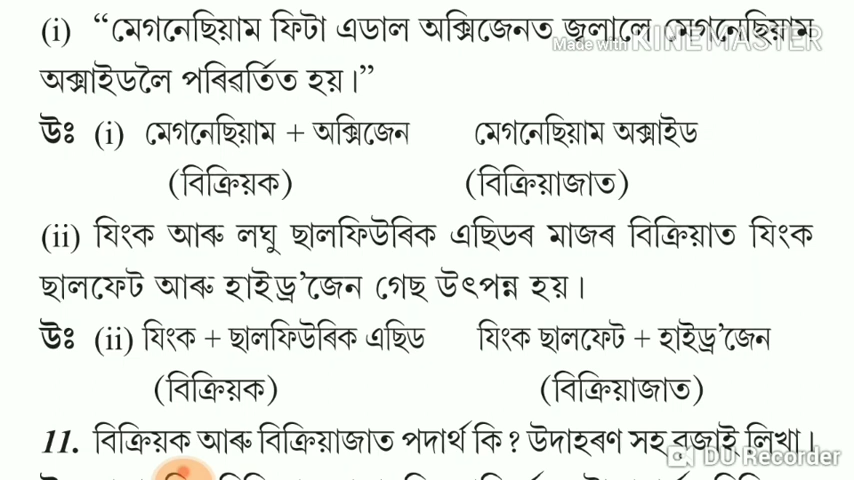 (i) “মেগনেছিয়াম ফিটা এডাল অক্সিজেনত জ্বলালে মেগনেছিয়াম
Made with KINEMASTER
অক্সাইডলৈ পৰিৱৰ্তিত হয়।”
উঃ (i) মেগনেছিয়াম + অক্সিজেন মেগনেছিয়াম অক্সাইড
(বিক্ৰিয়ক) (বিক্ৰিয়াজাত)
(ii) যিংক আৰু লঘু ছালফিউৰিক এছিডৰ মাজৰ বিক্ৰিয়াত যিংক
ছালফেট আৰু হাইড্ৰ’জেন গেছ উৎপন্ন হয়।
উঃ (ii) যিংক + ছালফিউৰিক এছিড যিংক ছালফেট + হাইড্ৰ’জেন
(বিক্ৰিয়ক) (বিক্ৰিয়াজাত)
11. বিক্ৰিয়ক আৰু বিক্ৰিয়াজাত পদাৰ্থ কি? উদাহৰণ সহ বুজাই লিখা।
DU Recorder